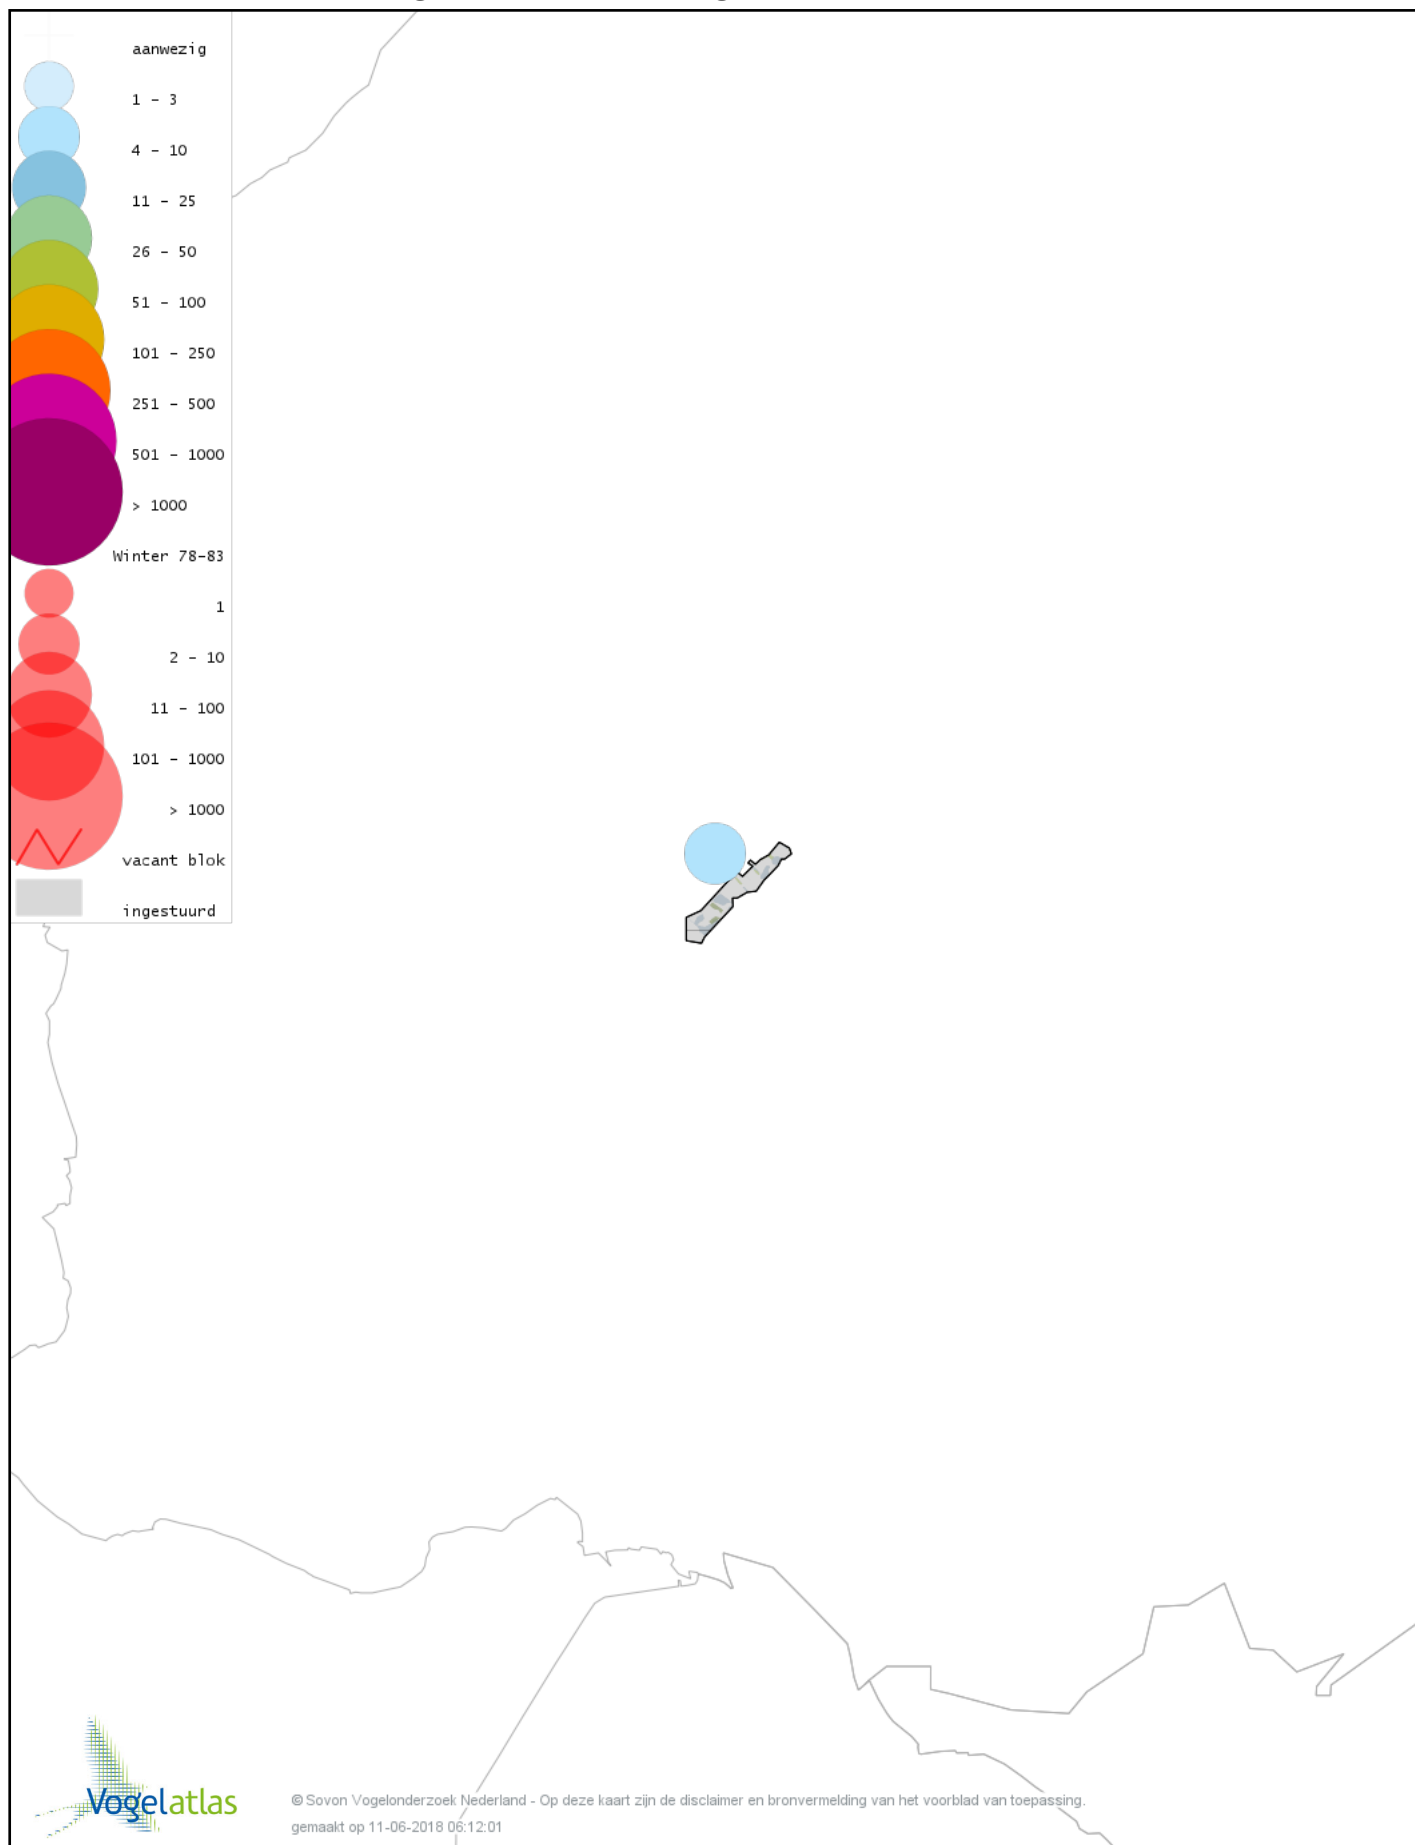 aanwezig
1 - 3
4 - 10
11 - 25
26 - 50
51 - 100
101 - 250
251 - 500
501 - 1000
> 1000
Winter 78-83
1
2 - 10
11 - 100
101 - 1000
> 1000
vacant blok
ingestuurd
Vogelatlas
© Sovon Vogelonderzoek Nederland - Op deze kaart zijn de disclaimer en bronvermelding van het voorblad van toepassing.
gemaakt op 11-06-2018 06:12:01